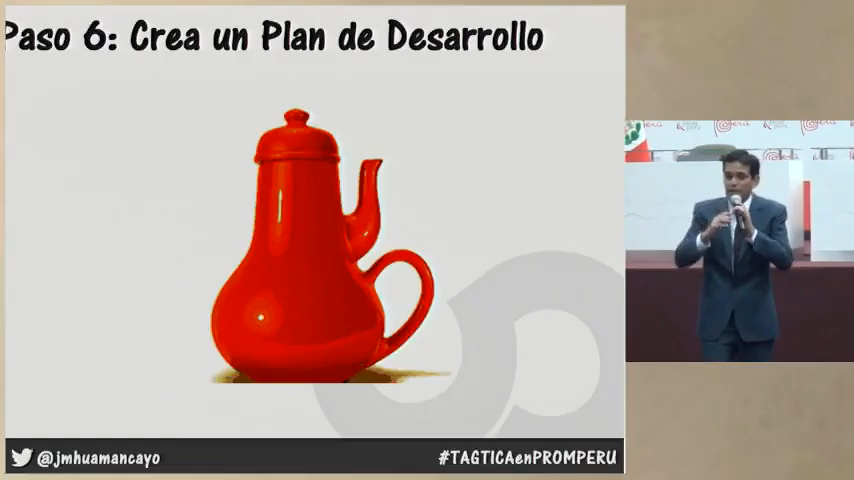 Paso 6: Crea un Plan de Desarrollo
@jmhuamancayo
#TAGTICAenPROMPERU